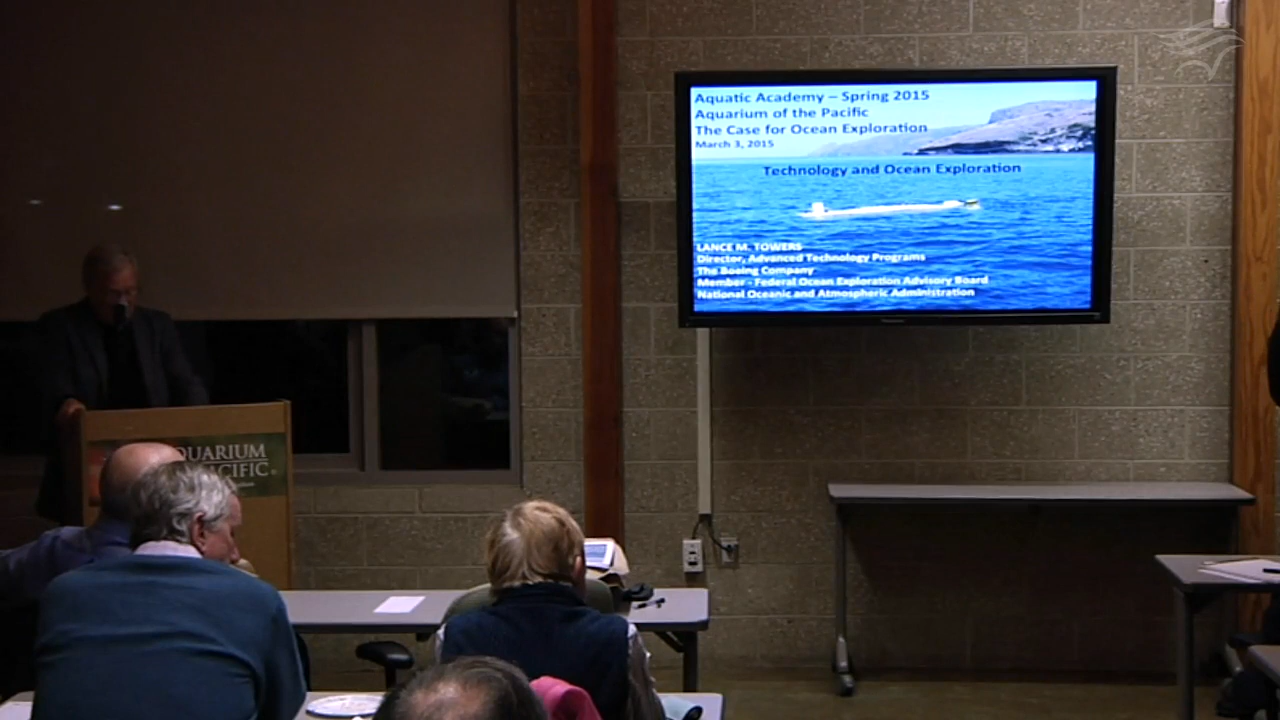 Aquatic Academy – Spring 2015
Aquarium of the Pacific
The Case for Ocean Exploration
March 3, 2015
Technology and Ocean Exploration
LANCE M. TOWERS
Director, Advanced Technology Programs
The Boeing Company
Member - Federal Ocean Exploration Advisory Board
National Oceanic and Atmospheric Administration
QUARIUM
PACIFIC